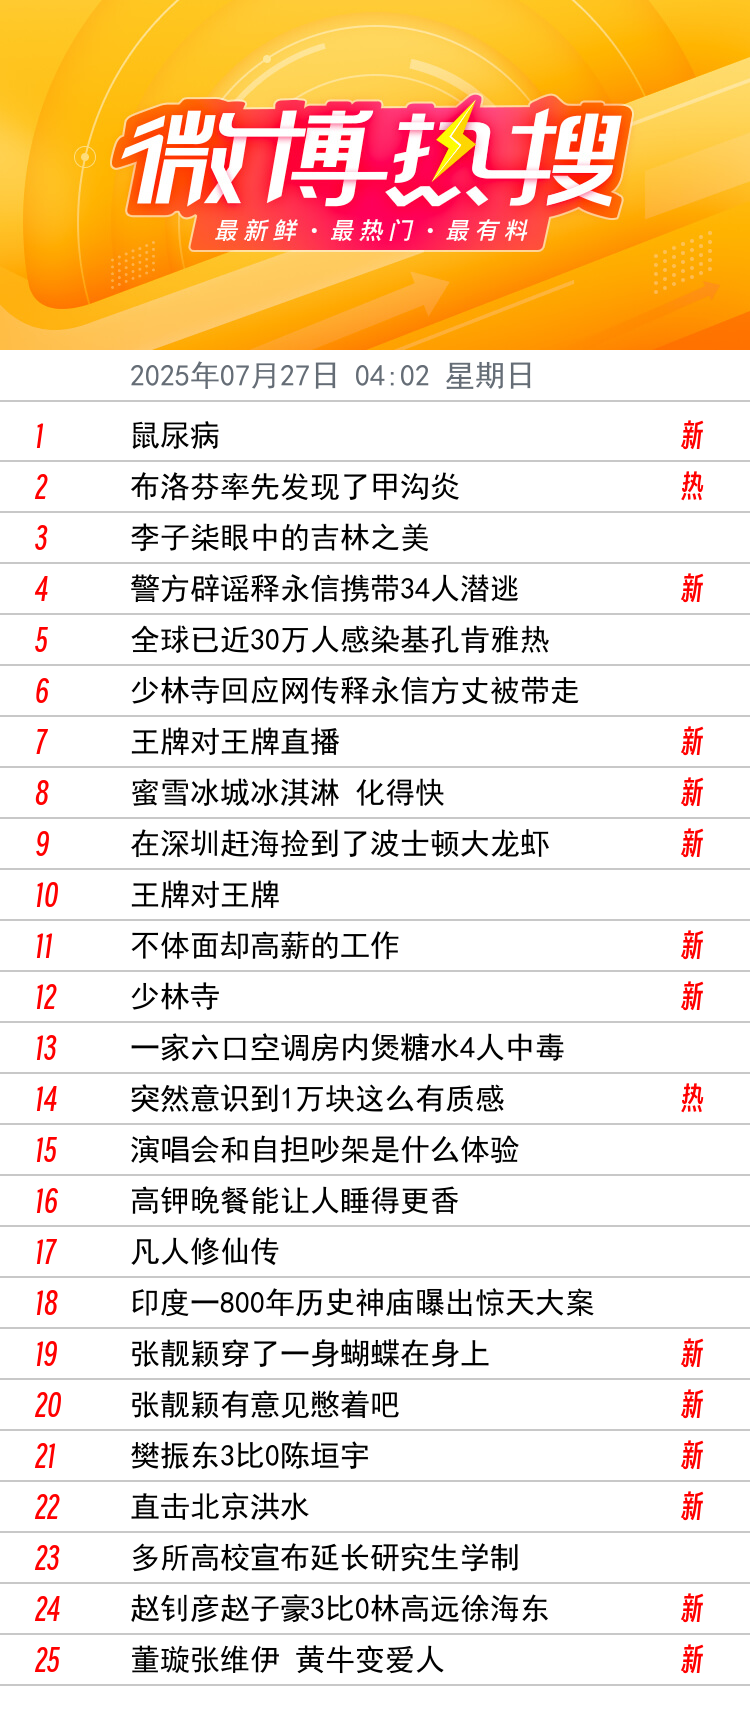 微博热搜
最新鲜·最热门·最有料
2025年07月27日 04:02 星期日
1 鼠尿病 新
2 布洛芬率先发现了甲沟炎 热
3 李子柒眼中的吉林之美
4 警方辟谣释永信携带34人潜逃 新
5 全球已近30万人感染基孔肯雅热
6 少林寺回应网传释永信方丈被带走
7 王牌对王牌直播 新
8 蜜雪冰城冰淇淋 化得快 新
9 在深圳赶海捡到了波士顿大龙虾 新
10 王牌对王牌
11 不体面却高薪的工作 新
12 少林寺 新
13 一家六口空调房内煲糖水4人中毒
14 突然意识到1万块这么有质感 热
15 演唱会和自担吵架是什么体验
16 高钾晚餐能让人睡得更香
17 凡人修仙传
18 印度一800年历史神庙曝出惊天大案
19 张靓颖穿了一身蝴蝶在身上 新
20 张靓颖有意见憋着吧 新
21 樊振东3比0陈垣宇 新
22 直击北京洪水 新
23 多所高校宣布延长研究生学制
24 赵钊彦赵子豪3比0林高远徐海东 新
25 董璇张维伊 黄牛变爱人 新